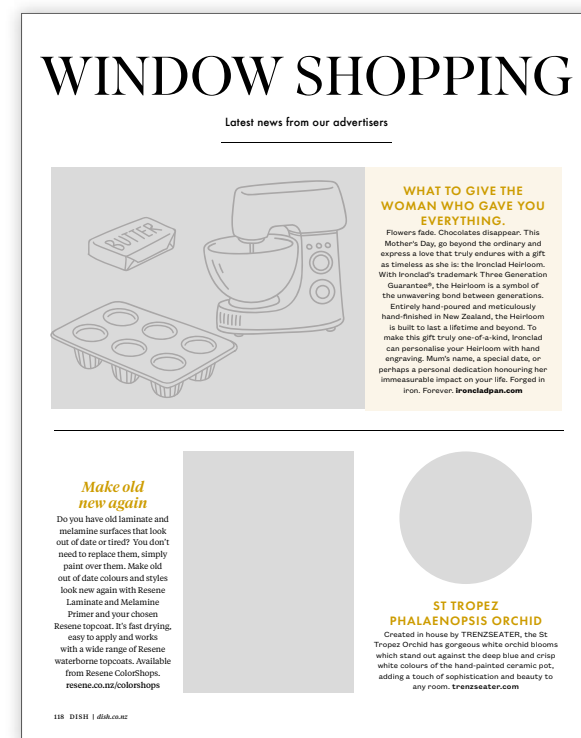 WINDOW SHOPPING
Latest news from our advertisers
BUTTER
WHAT TO GIVE THE
WOMAN WHO GAVE YOU
EVERYTHING.
Flowers fade. Chocolates disappear. This
Mother's Day, go beyond the ordinary and
express a love that truly endures with a gift
as timeless as she is: the Ironclad Heirloom.
With Ironclad's trademark Three Generation
Guarantee®, the Heirloom is a symbol of
the unwavering bond between generations.
Entirely hand-poured and meticulously
hand-finished in New Zealand, the Heirloom
is built to last a lifetime and beyond. To
make this gift truly one-of-a-kind, Ironclad
can personalise your Heirloom with hand
engraving. Mum's name, a special date, or
perhaps a personal dedication honouring her
immeasurable impact on your life. Forged in
iron. Forever. ironcladpan.com
Make old
new again
Do you have old laminate and
melamine surfaces that look
out of date or tired? You don't
need to replace them, simply
paint over them. Make old
out of date colours and styles
look new again with Resene
Laminate and Melamine
Primer and your chosen
Resene topcoat. It's fast drying,
easy to apply and works
with a wide range of Resene
waterborne topcoats. Available
from Resene ColorShops.
resene.co.nz/colorshops
ST TROPEZ
PHALAENOPSIS ORCHID
Created in house by TRENZSEATER, the St
Tropez Orchid has gorgeous white orchid blooms
which stand out against the deep blue and crisp
white colours of the hand-painted ceramic pot,
adding a touch of sophistication and beauty to
any room. trenzseater.com
118 DISH | dish.co.nz